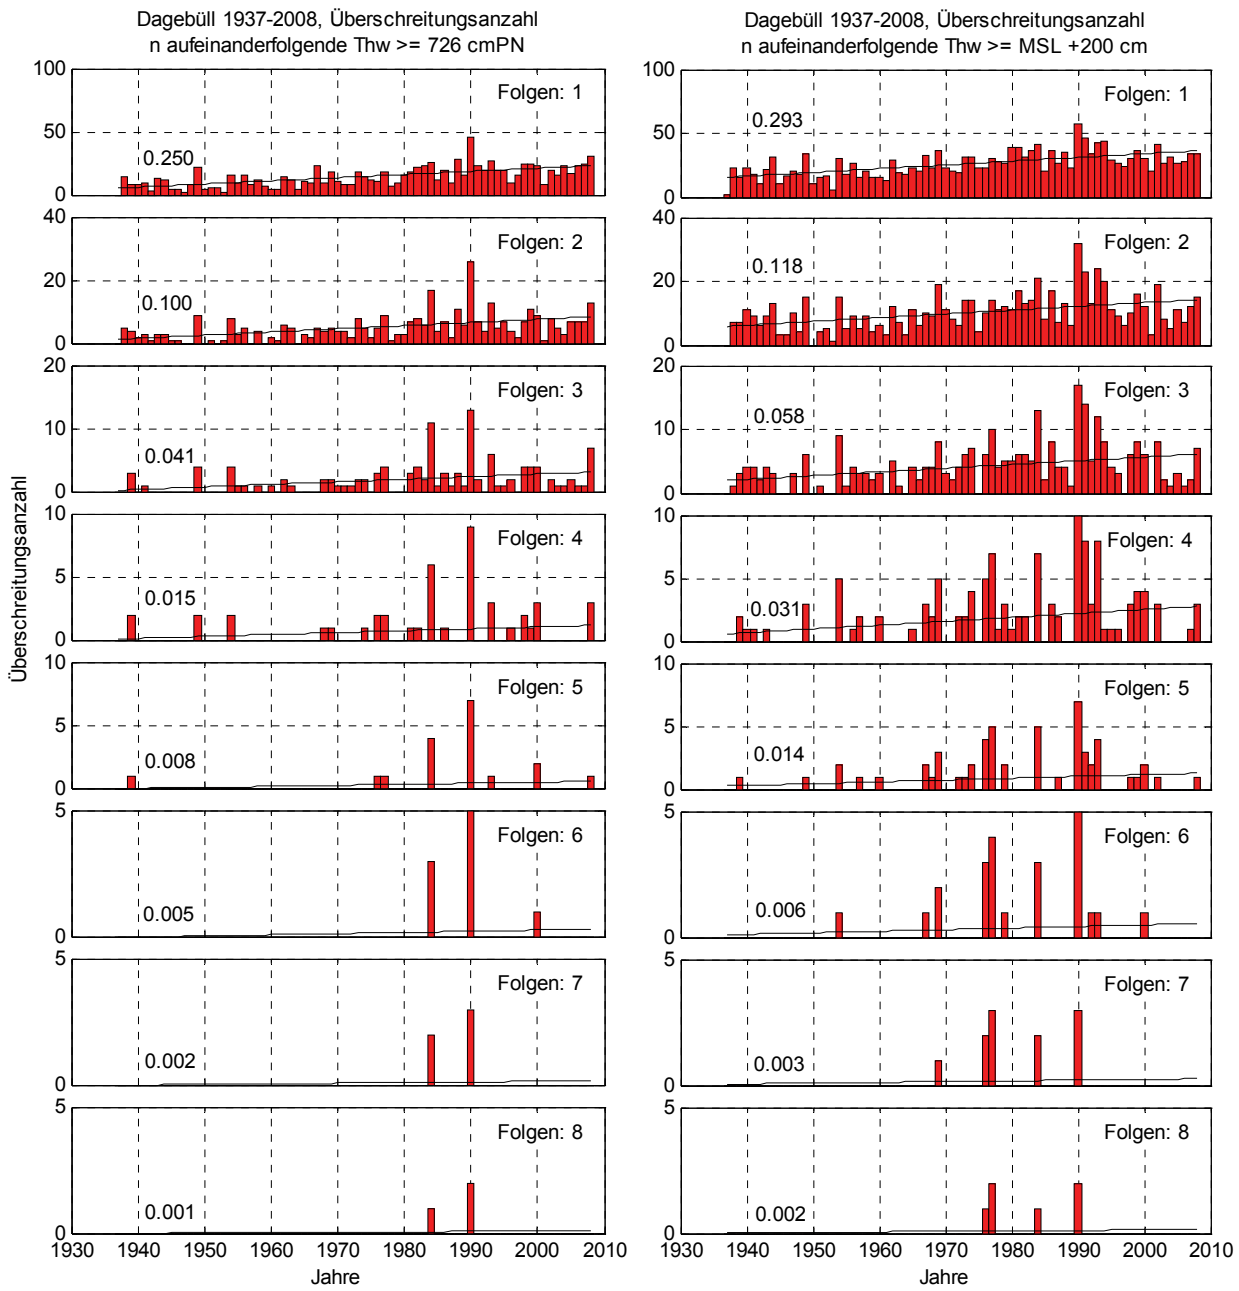 Dagebüll 1937-2008, Überschreitungsanzahl
n aufeinanderfolgende Thw >= 726 cmPN
100
50
0
Folgen: 1
0.250
40
20
0
Folgen: 2
0.100
20
10
0
Folgen: 3
0.041
10
5
0
Folgen: 4
0.015
10
5
0
Folgen: 5
0.008
5
0
Folgen: 6
0.005
5
0
Folgen: 7
0.002
5
0
Folgen: 8
0.001
1930 1940 1950 1960 1970 1980 1990 2000 2010
Jahre
Überschreitungsanzahl
Dagebüll 1937-2008, Überschreitungsanzahl
n aufeinanderfolgende Thw >= MSL +200 cm
100
50
0
Folgen: 1
0.293
40
20
0
Folgen: 2
0.118
20
10
0
Folgen: 3
0.058
10
5
0
Folgen: 4
0.031
10
5
0
Folgen: 5
0.014
5
0
Folgen: 6
0.006
5
0
Folgen: 7
0.003
5
0
Folgen: 8
0.002
1930 1940 1950 1960 1970 1980 1990 2000 2010
Jahre